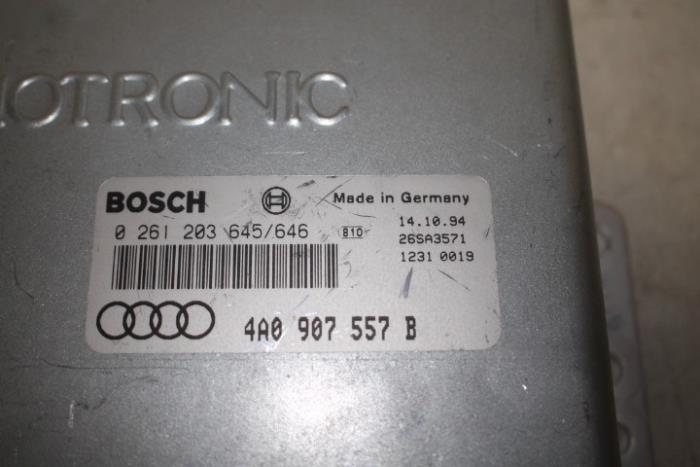 OTRONIC
BOSCH
Made in Germany
0 261 203 645/646
810
14.10.94
26SA3571
1231 0019
4A0 907 557 B